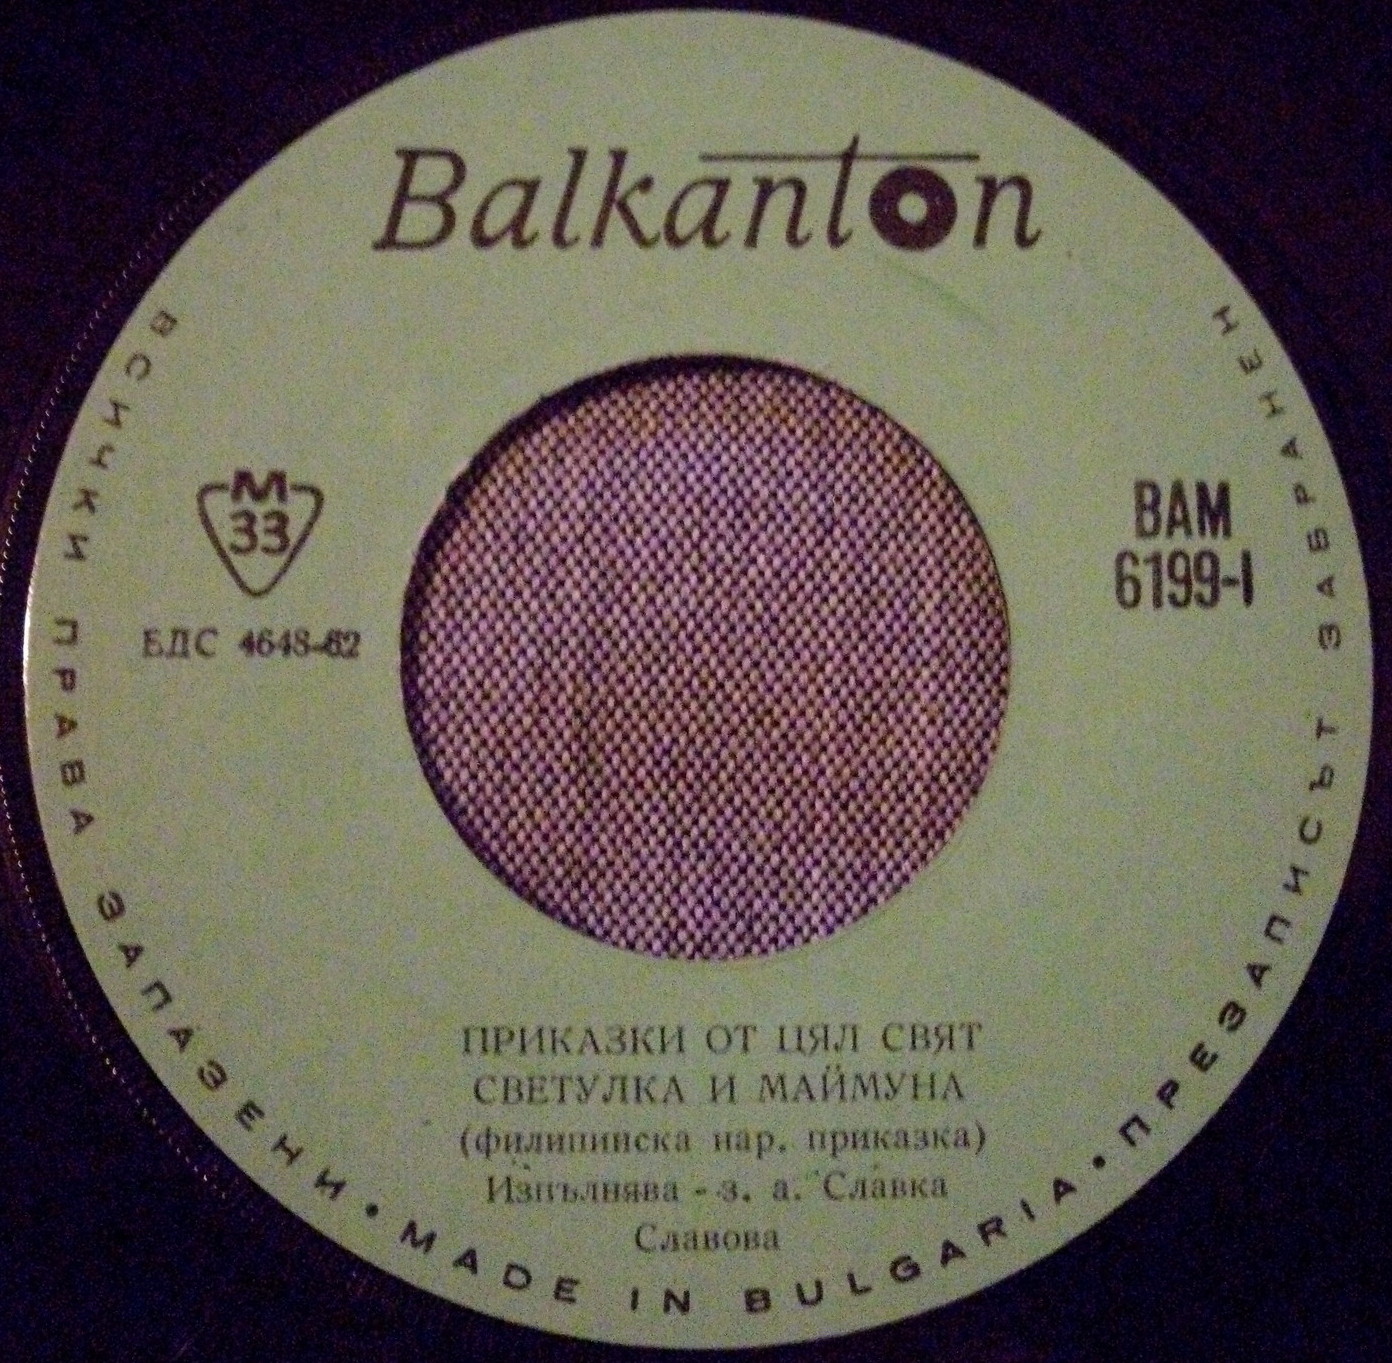 Balkanton
М
33
БДС 4648-62
ВАМ
6199-I
ПРИКАЗКИ ОТ ЦЯЛ СВЯТ
СВЕТУЛКА И МАЙМУНА
(филипинска нар. приказка)
Изпълнява - з. а. Славка
Славова
ВСИЧКИ ПРАВА ЗАПАЗЕНИ • MADE IN BULGARIA • ПРЕЗАПИСЪТ ЗАБРАНЕН